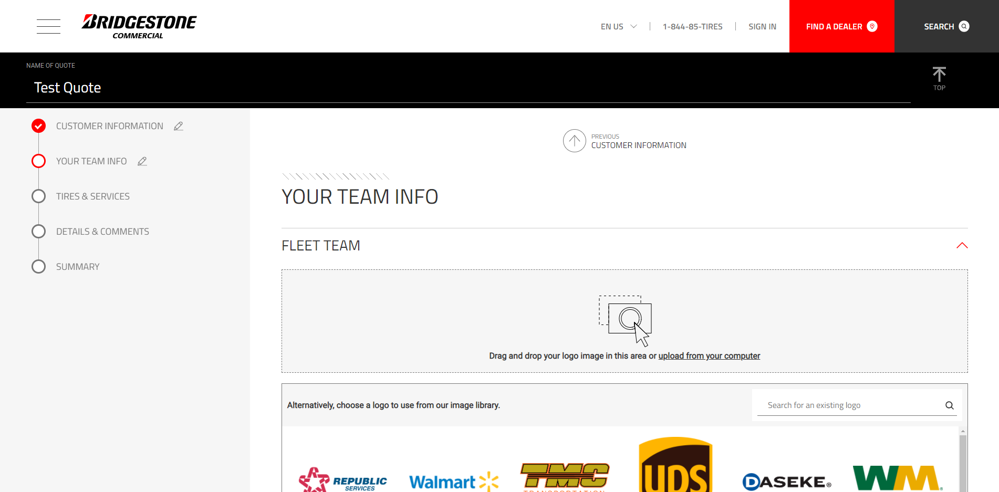 BRIDGESTONE
COMMERCIAL
EN US
1-844-85-TIRES
SIGN IN
FIND A DEALER
SEARCH
NAME OF QUOTE
Test Quote
TOP
CUSTOMER INFORMATION
YOUR TEAM INFO
TIRES & SERVICES
DETAILS & COMMENTS
SUMMARY
PREVIOUS
CUSTOMER INFORMATION
YOUR TEAM INFO
FLEET TEAM
Drag and drop your logo image in this area or upload from your computer
Alternatively, choose a logo to use from our image library.
Search for an existing logo
REPUBLIC
SERVICES
Walmart
TMC
TRANSPORTATION
ups
DASEKE®
WM®